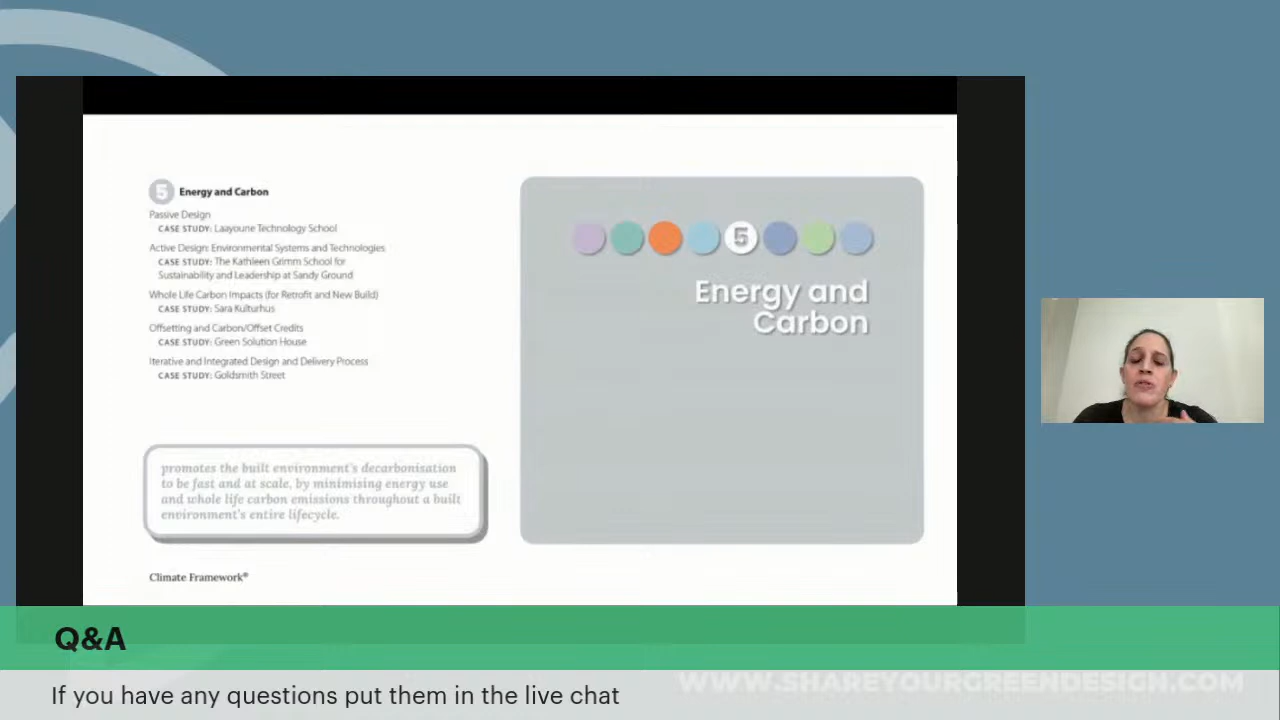 5 Energy and Carbon
Passive Design
CASE STUDY: Laayoune Technology School
Active Design: Environmental Systems and Technologies
CASE STUDY: The Kathleen Grimm School for
Sustainability and Leadership at Sandy Ground
Whole Life Carbon Impacts (for Retrofit and New Build)
CASE STUDY: Sara Kulturhus
Offsetting and Carbon/Offset Credits
CASE STUDY: Green Solution House
Iterative and Integrated Design and Delivery Process
CASE STUDY: Goldsmith Street
promotes the built environment's decarbonisation
to be fast and at scale, by minimising energy use
and whole life carbon emissions throughout a built
environment's entire lifecycle.
Climate Framework®
5
Energy and
Carbon
Q&A
If you have any questions put them in the live chat
WWW.SHAREYOURGREENDESIGN.COM